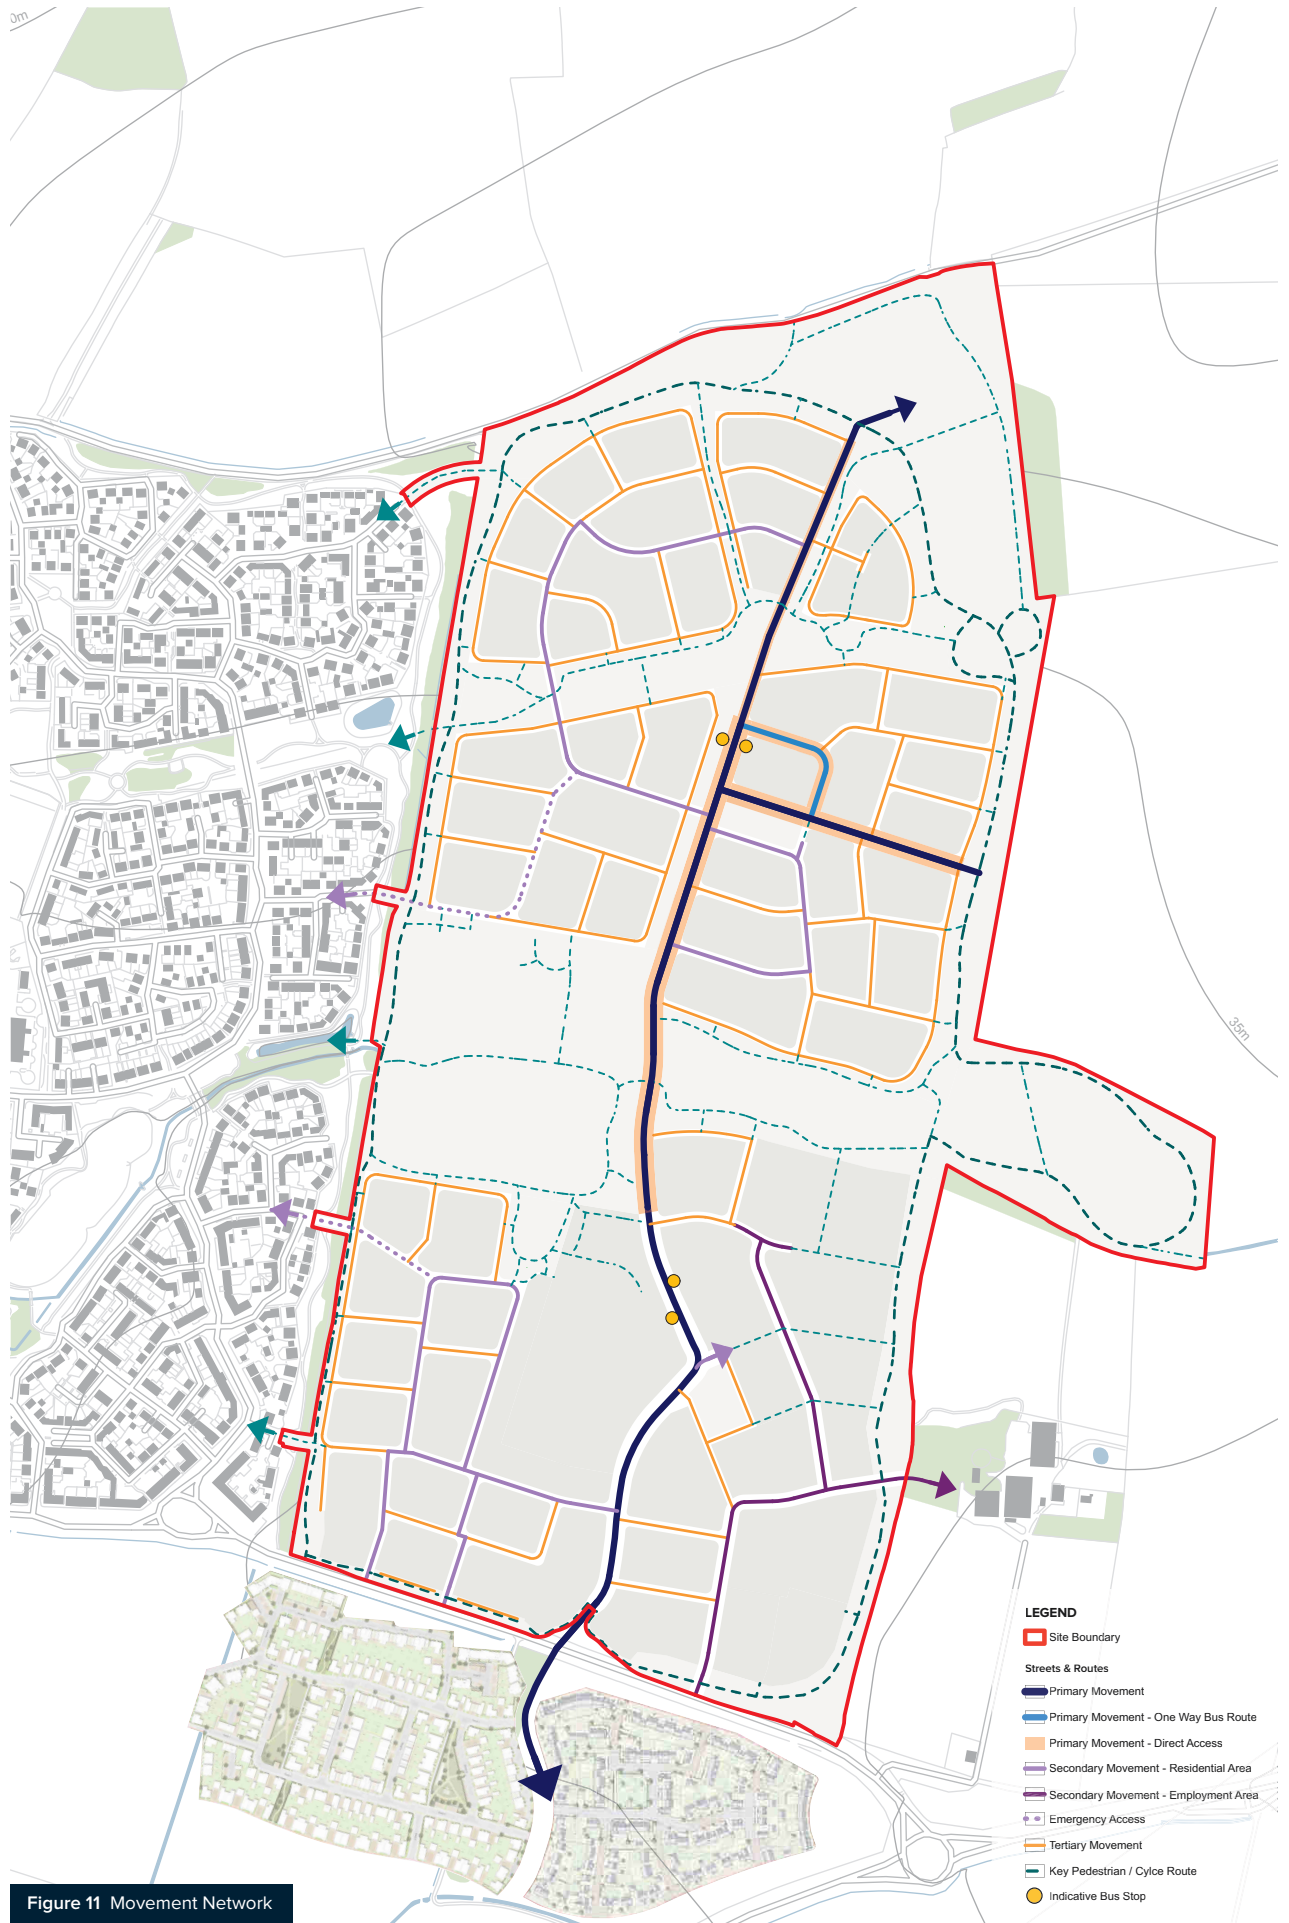 0m
35m
LEGEND
Site Boundary
Streets & Routes
Primary Movement
Primary Movement - One Way Bus Route
Primary Movement - Direct Access
Secondary Movement - Residential Area
Secondary Movement - Employment Area
Emergency Access
Tertiary Movement
Key Pedestrian / Cylce Route
Indicative Bus Stop
Figure 11 Movement Network